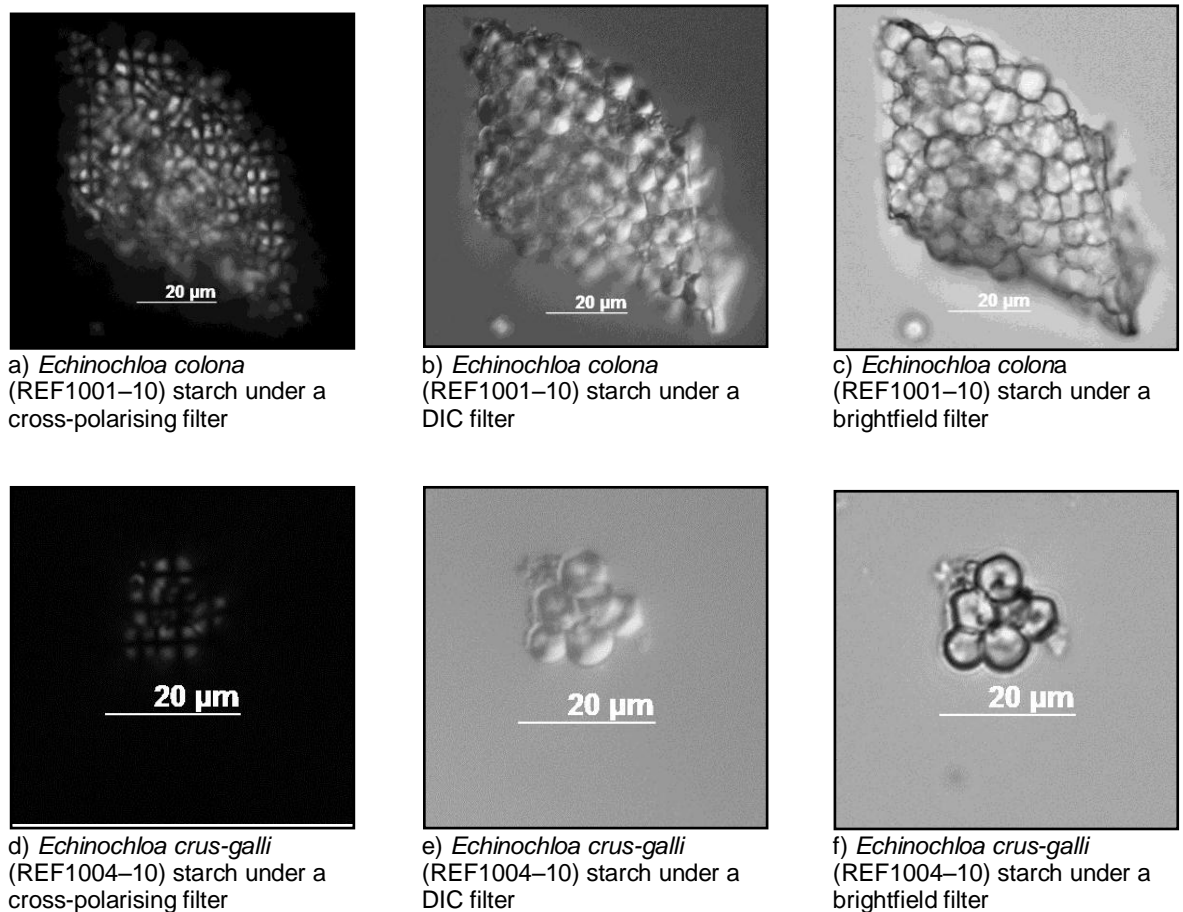 20 µm
20 µm
20 µm
a) Echinochloa colona
(REF1001–10) starch under a
cross-polarising filter
b) Echinochloa colona
(REF1001–10) starch under a
DIC filter
c) Echinochloa colona
(REF1001–10) starch under a
brightfield filter
20 µm
20 µm
20 µm
d) Echinochloa crus-galli
(REF1004–10) starch under a
cross-polarising filter
e) Echinochloa crus-galli
(REF1004–10) starch under a
DIC filter
f) Echinochloa crus-galli
(REF1004–10) starch under a
brightfield filter